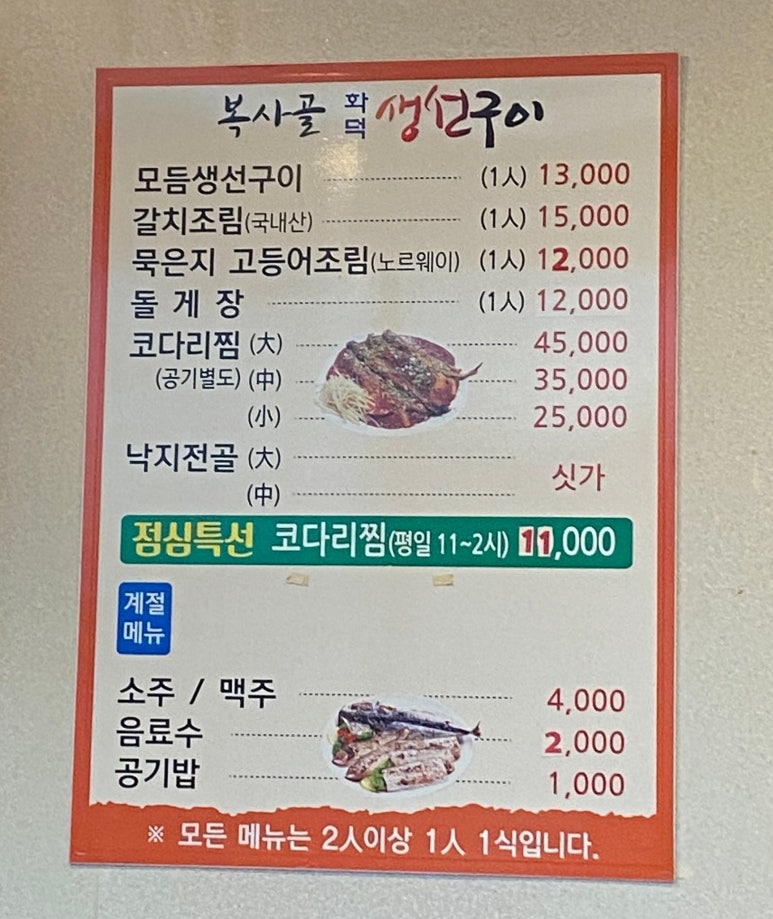 복사골 화덕 생선구이
모듬생선구이 (1人) 13,000
갈치조림(국내산) (1人) 15,000
묵은지 고등어조림(노르웨이) (1人) 12,000
돌 게 장 (1人) 12,000
코다리찜 (大) 45,000
(공기별도) (中) 35,000
(小) 25,000
낙지전골 (大)
싯가
(中)
점심특선 코다리찜(평일 11~2시) 11,000
계절
메뉴
소주 / 맥주 4,000
음료수 2,000
공기밥 1,000
※ 모든 메뉴는 2人이상 1人 1식입니다.